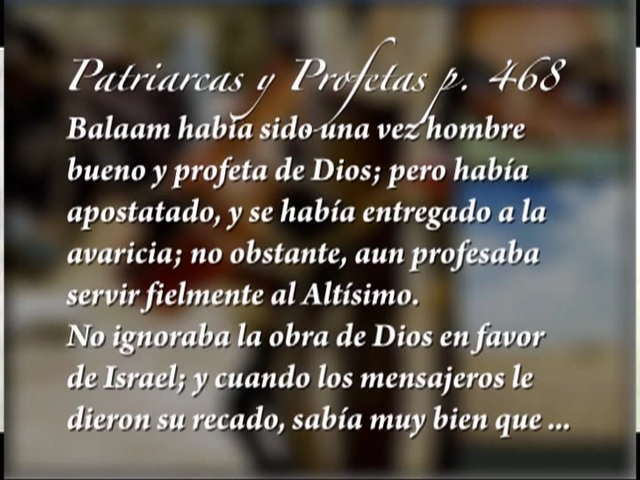 Patriarcas y Profetas p. 468
Balaam había sido una vez hombre
bueno y profeta de Dios; pero había
apostatado, y se había entregado a la
avaricia; no obstante, aun profesaba
servir fielmente al Altísimo.
No ignoraba la obra de Dios en favor
de Israel; y cuando los mensajeros le
dieron su recado, sabía muy bien que ...